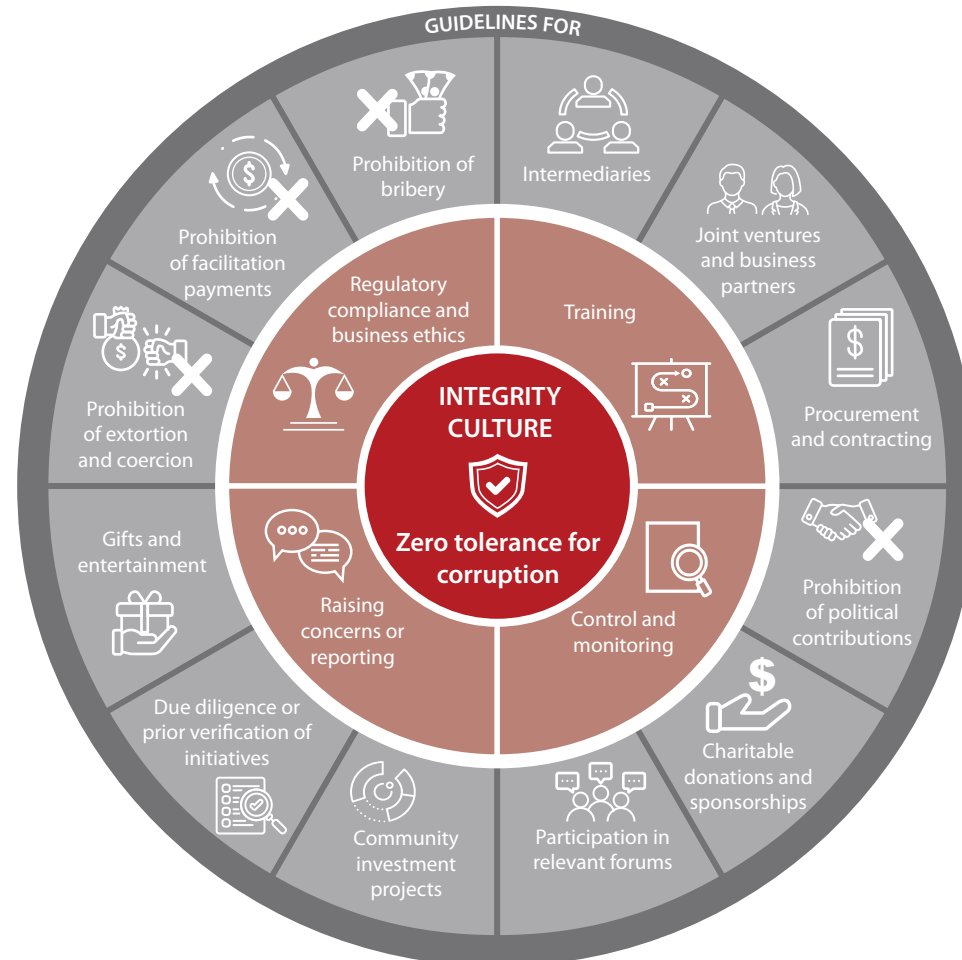 GUIDELINES FOR
Prohibition of
bribery
Intermediaries
Joint ventures
and business
partners
Procurement
and contracting
Prohibition
of political
contributions
Charitable
donations and
sponsorships
Participation in
relevant forums
Community
investment
projects
Due diligence or
prior verification of
initiatives
Gifts and
entertainment
Prohibition
of extortion
and coercion
Prohibition
of facilitation
payments
Regulatory
compliance and
business ethics
Training
Control and
monitoring
Raising
concerns or
reporting
INTEGRITY
CULTURE
Zero tolerance for
corruption